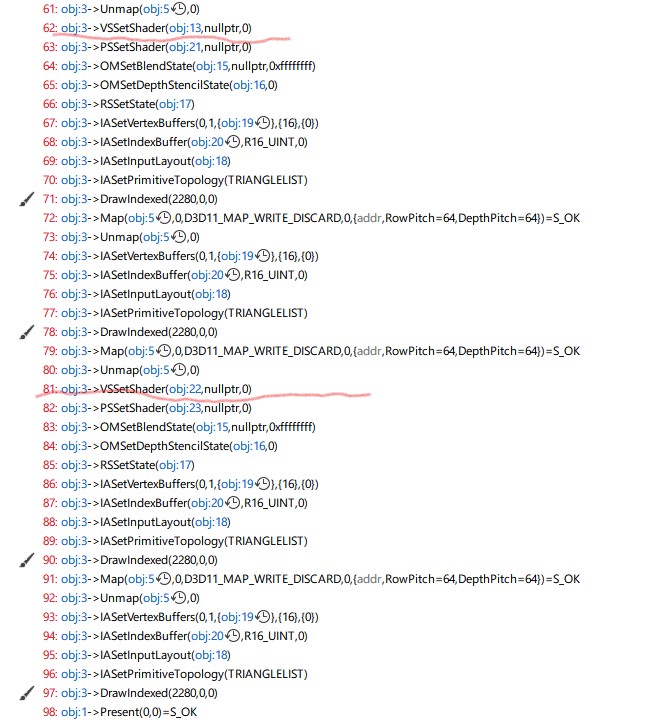 61: obj:3->Unmap(obj:5,0)
62: obj:3->VSSetShader(obj:13,nullptr,0)
63: obj:3->PSSetShader(obj:21,nullptr,0)
64: obj:3->OMSetBlendState(obj:15,nullptr,0xffffffff)
65: obj:3->OMSetDepthStencilState(obj:16,0)
66: obj:3->RSSetState(obj:17)
67: obj:3->IASetVertexBuffers(0,1,{obj:19},{16},{0})
68: obj:3->IASetIndexBuffer(obj:20,R16_UINT,0)
69: obj:3->IASetInputLayout(obj:18)
70: obj:3->IASetPrimitiveTopology(TRIANGLELIST)
71: obj:3->DrawIndexed(2280,0,0)
72: obj:3->Map(obj:5,0,D3D11_MAP_WRITE_DISCARD,0,{addr,RowPitch=64,DepthPitch=64})=S_OK
73: obj:3->Unmap(obj:5,0)
74: obj:3->IASetVertexBuffers(0,1,{obj:19},{16},{0})
75: obj:3->IASetIndexBuffer(obj:20,R16_UINT,0)
76: obj:3->IASetInputLayout(obj:18)
77: obj:3->IASetPrimitiveTopology(TRIANGLELIST)
78: obj:3->DrawIndexed(2280,0,0)
79: obj:3->Map(obj:5,0,D3D11_MAP_WRITE_DISCARD,0,{addr,RowPitch=64,DepthPitch=64})=S_OK
80: obj:3->Unmap(obj:5,0)
81: obj:3->VSSetShader(obj:22,nullptr,0)
82: obj:3->PSSetShader(obj:23,nullptr,0)
83: obj:3->OMSetBlendState(obj:15,nullptr,0xffffffff)
84: obj:3->OMSetDepthStencilState(obj:16,0)
85: obj:3->RSSetState(obj:17)
86: obj:3->IASetVertexBuffers(0,1,{obj:19},{16},{0})
87: obj:3->IASetIndexBuffer(obj:20,R16_UINT,0)
88: obj:3->IASetInputLayout(obj:18)
89: obj:3->IASetPrimitiveTopology(TRIANGLELIST)
90: obj:3->DrawIndexed(2280,0,0)
91: obj:3->Map(obj:5,0,D3D11_MAP_WRITE_DISCARD,0,{addr,RowPitch=64,DepthPitch=64})=S_OK
92: obj:3->Unmap(obj:5,0)
93: obj:3->IASetVertexBuffers(0,1,{obj:19},{16},{0})
94: obj:3->IASetIndexBuffer(obj:20,R16_UINT,0)
95: obj:3->IASetInputLayout(obj:18)
96: obj:3->IASetPrimitiveTopology(TRIANGLELIST)
97: obj:3->DrawIndexed(2280,0,0)
98: obj:1->Present(0,0)=S_OK